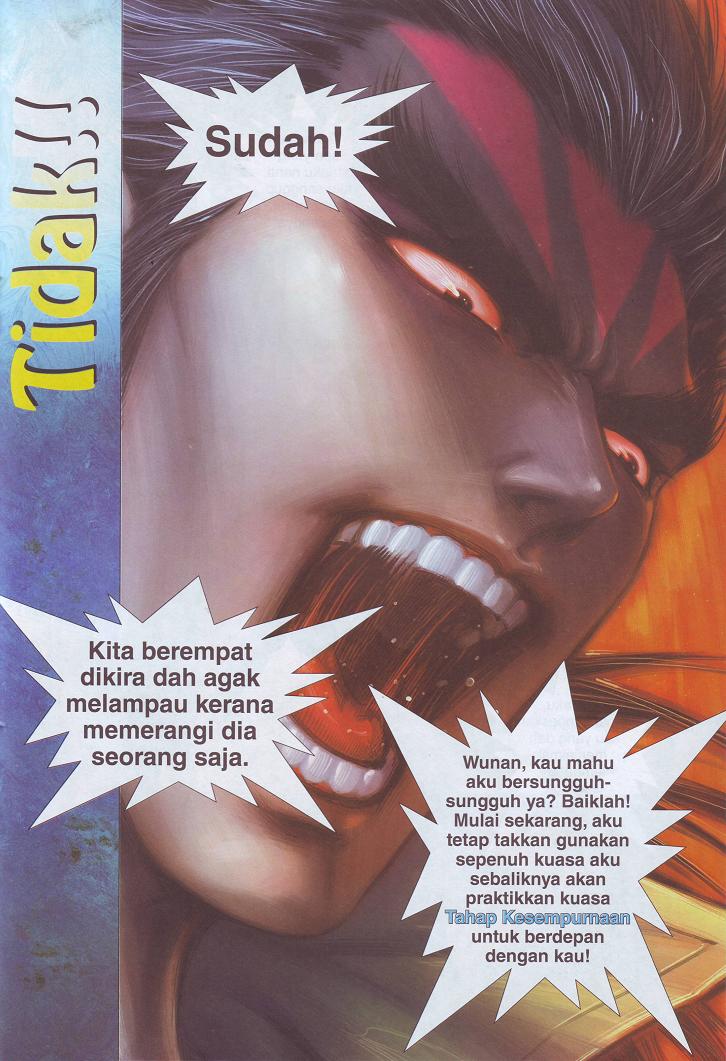 Tidak!!
Sudah!
Kita berempat
dikira dah agak
melampau kerana
memerangi dia
seorang saja.
Wunan, kau mahu
aku bersungguh-
sungguh ya? Baiklah!
Mulai sekarang, aku
tetap takkan gunakan
sepenuh kuasa aku
sebaliknya akan
praktikkan kuasa
Tahap Kesempurnaan
untuk berdepan
dengan kau!